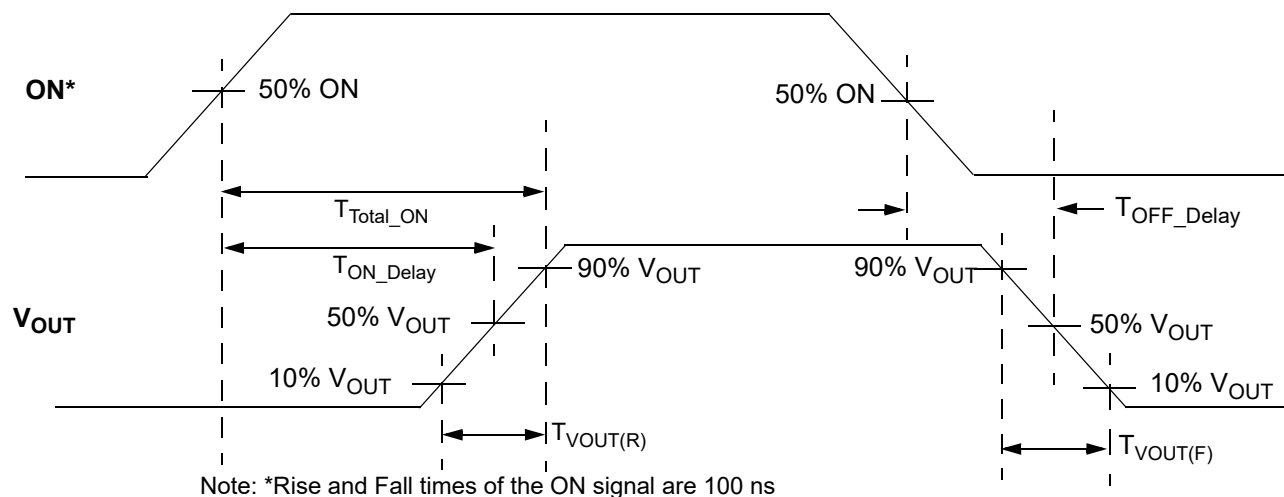 ON*
50% ON
50% ON
T_Total_ON
T_OFF_Delay
T_ON_Delay
90% V_OUT
90% V_OUT
V_OUT
50% V_OUT
50% V_OUT
10% V_OUT
10% V_OUT
T_VOUT(R)
T_VOUT(F)
Note: *Rise and Fall times of the ON signal are 100 ns